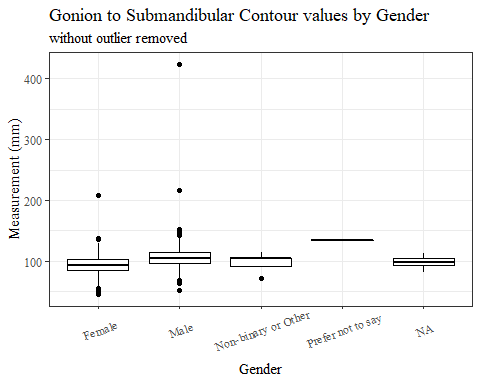 Gonion to Submandibular Contour values by Gender
without outlier removed
Measurement (mm)
400
300
200
100
Female
Male
Non-binary or Other
Prefer not to say
NA
Gender